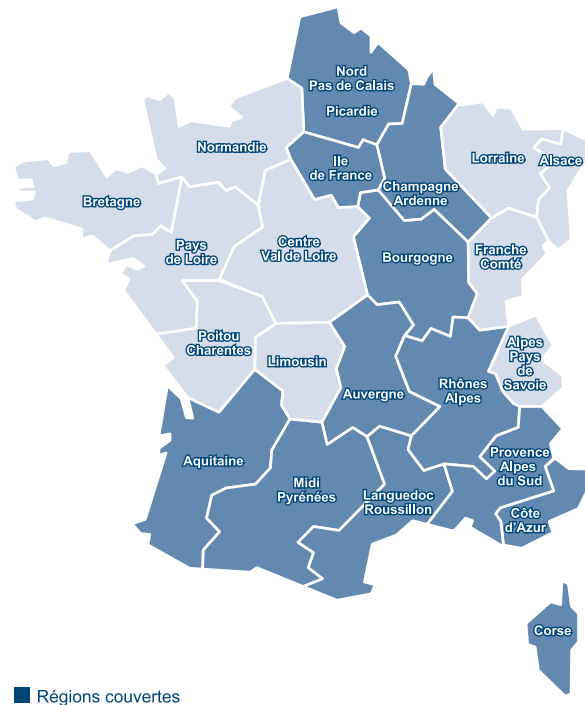 Nord
Pas de Calais
Picardie
Normandie
Ile
de France
Champagne
Ardenne
Lorraine
Alsace
Bretagne
Pays
de Loire
Centre
Val de Loire
Bourgogne
Franche
Comté
Poitou
Charentes
Limousin
Auvergne
Rhônes
Alpes
Alpes
Pays
de
Savoie
Aquitaine
Midi
Pyrénées
Languedoc
Roussillon
Provence
Alpes
du Sud
Côte
d'Azur
Corse
Régions couvertes